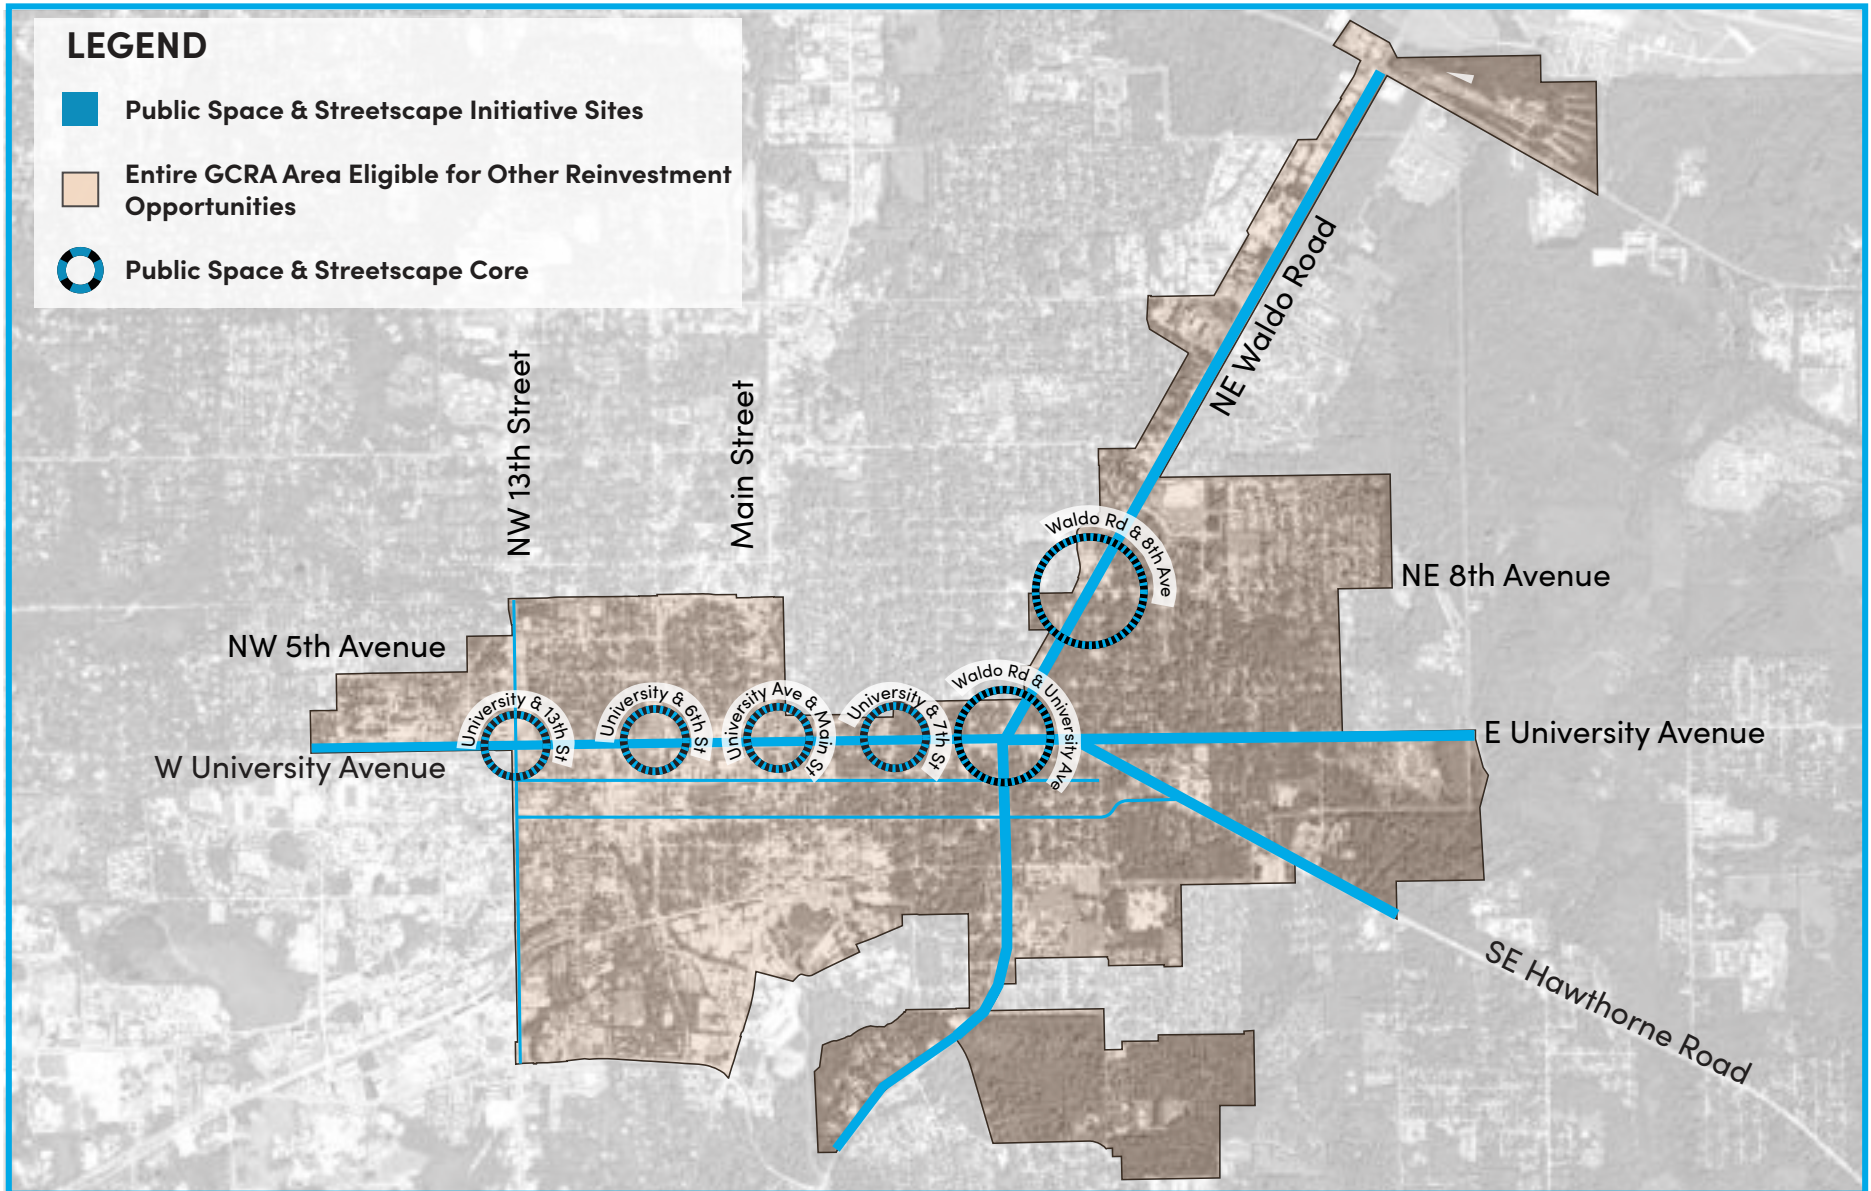 LEGEND
Public Space & Streetscape Initiative Sites
Entire GCRA Area Eligible for Other Reinvestment
Opportunities
Public Space & Streetscape Core
NW 13th Street
Main Street
NE Waldo Road
Waldo Rd & 8th Ave
NE 8th Avenue
NW 5th Avenue
University & 13th St
University & 6th St
University Ave & Main St
University & 7th St
Waldo Rd & University Ave
E University Avenue
W University Avenue
SE Hawthorne Road